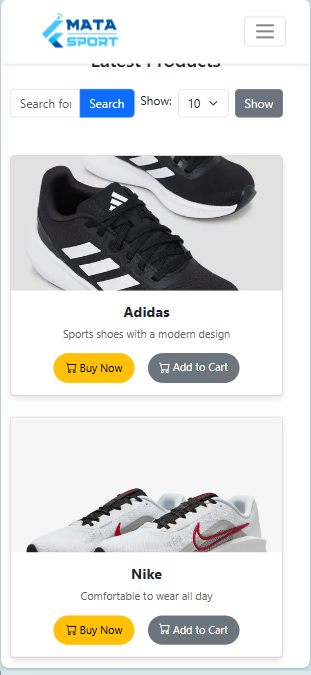 MATA
SPORT
Latest Products
Search for
Search
Show:
10
Show
Adidas
Sports shoes with a modern design
Buy Now
Add to Cart
Nike
Comfortable to wear all day
Buy Now
Add to Cart